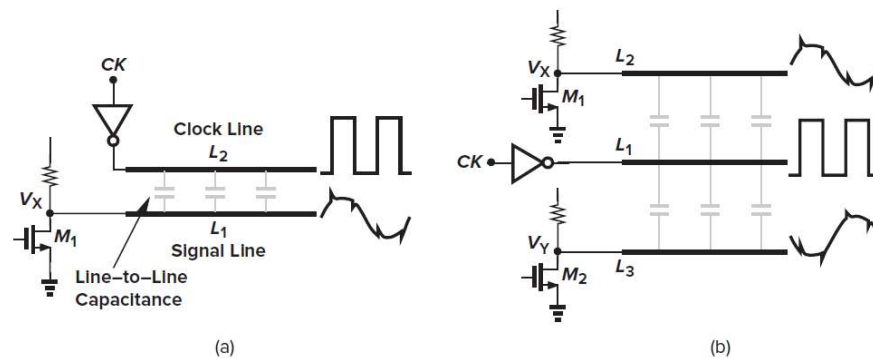 CK
Clock Line
L2
VX
M1
L1
Signal Line
Line-to-Line
Capacitance
(a)
VX
L2
M1
CK
L1
VY
M2
L3
(b)